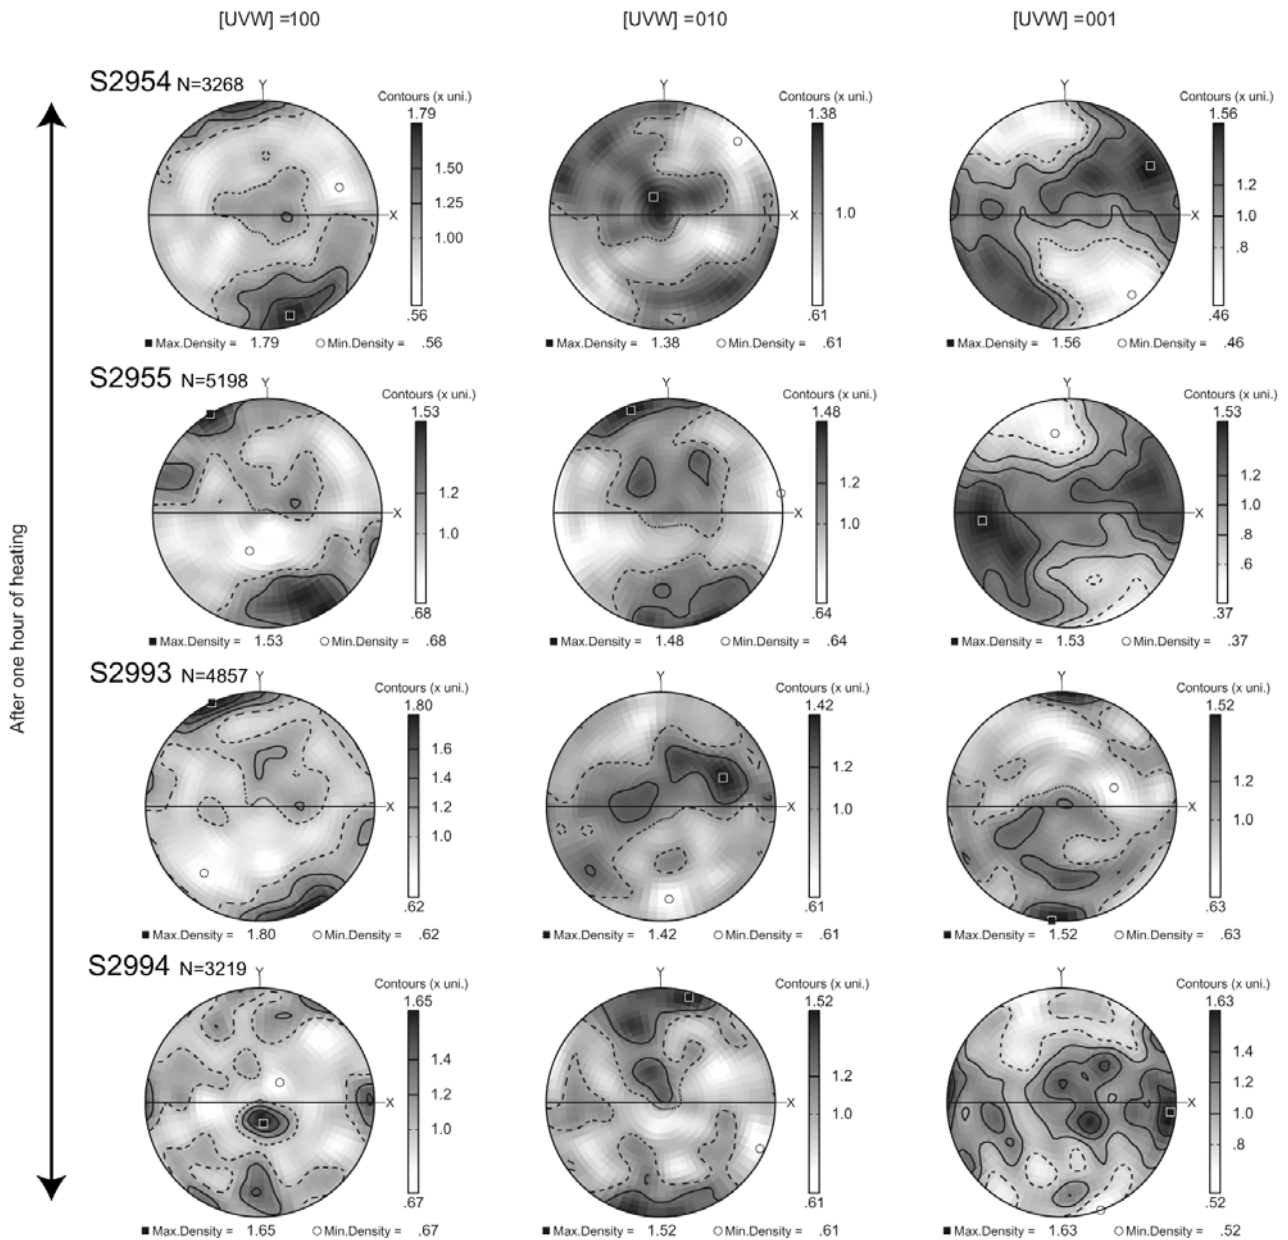 [UVW] =100 [UVW] =010 [UVW] =001
After one hour of heating
S2954 N=3268
Y
X
Contours (x uni.)
1.79
1.50
1.25
1.00
.56
■ Max.Density = 1.79 ○ Min.Density = .56
Contours (x uni.)
Y
X
1.38
1.0
.61
■ Max.Density = 1.38 ○ Min.Density = .61
Y
X
Contours (x uni.)
1.56
1.2
1.0
.8
.46
■ Max.Density = 1.56 ○ Min.Density = .46
S2955 N=5198
Y
X
Contours (x uni.)
1.53
1.2
1.0
.68
■ Max.Density = 1.53 ○ Min.Density = .68
Y
X
Contours (x uni.)
1.48
1.2
1.0
.64
■ Max.Density = 1.48 ○ Min.Density = .64
Y
X
Contours (x uni.)
1.53
1.2
1.0
.8
.6
.37
■ Max.Density = 1.53 ○ Min.Density = .37
S2993 N=4857
Y
X
Contours (x uni.)
1.80
1.6
1.4
1.2
1.0
.62
■ Max.Density = 1.80 ○ Min.Density = .62
Y
X
Contours (x uni.)
1.42
1.2
1.0
.61
■ Max.Density = 1.42 ○ Min.Density = .61
Y
X
Contours (x uni.)
1.52
1.2
1.0
.63
■ Max.Density = 1.52 ○ Min.Density = .63
S2994 N=3219
Y
X
Contours (x uni.)
1.65
1.4
1.2
1.0
.67
■ Max.Density = 1.65 ○ Min.Density = .67
Y
X
Contours (x uni.)
1.52
1.2
1.0
.61
■ Max.Density = 1.52 ○ Min.Density = .61
Y
X
Contours (x uni.)
1.63
1.4
1.2
1.0
.8
.52
■ Max.Density = 1.63 ○ Min.Density = .52